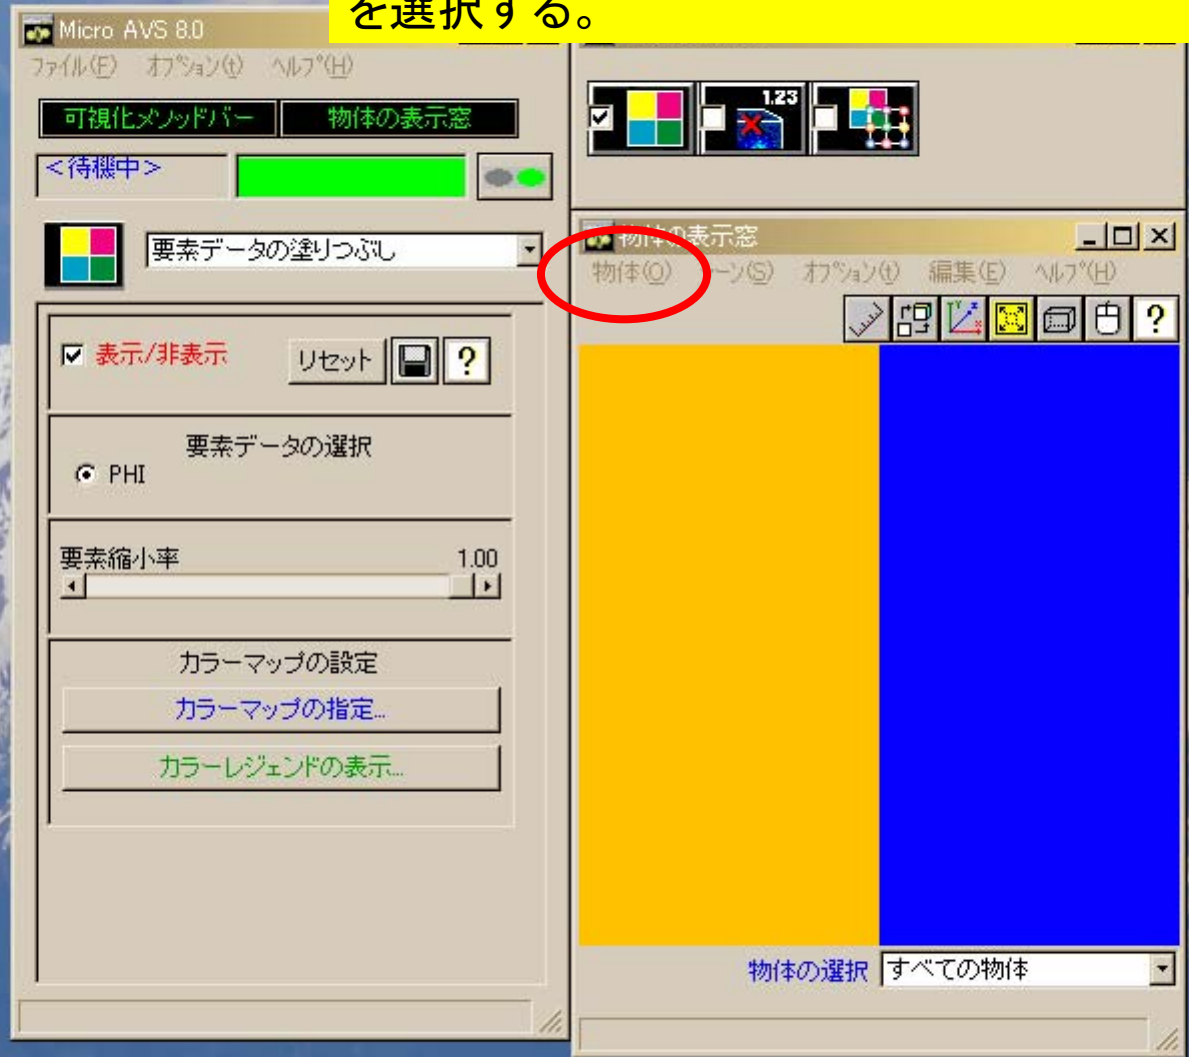 を選択する。
Micro AVS 8.0
ファイル(F) オプション(t) ヘルプ(H)
可視化メソッドバー 物体の表示窓
<待機中>
要素データの塗りつぶし
表示/非表示 リセット ?
要素データの選択
PHI
要素縮小率 1.00
カラーマップの設定
カラーマップの指定...
カラーレジェンドの表示...
1.23
物体の表示窓
物体(O) ーン(S) オプション(t) 編集(E) ヘルプ(H)
?
物体の選択 すべての物体